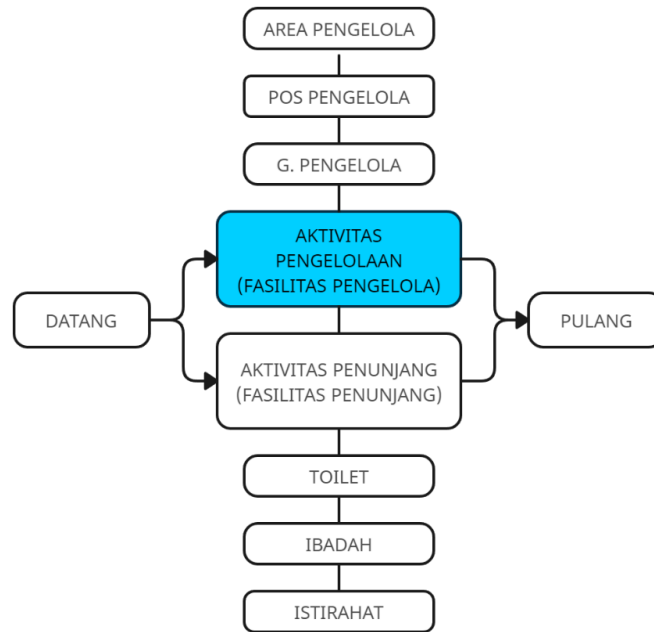 AREA PENGELOLA
POS PENGELOLA
G. PENGELOLA
AKTIVITAS
PENGELOLAAN
(FASILITAS PENGELOLA)
DATANG
PULANG
AKTIVITAS PENUNJANG
(FASILITAS PENUNJANG)
TOILET
IBADAH
ISTIRAHAT